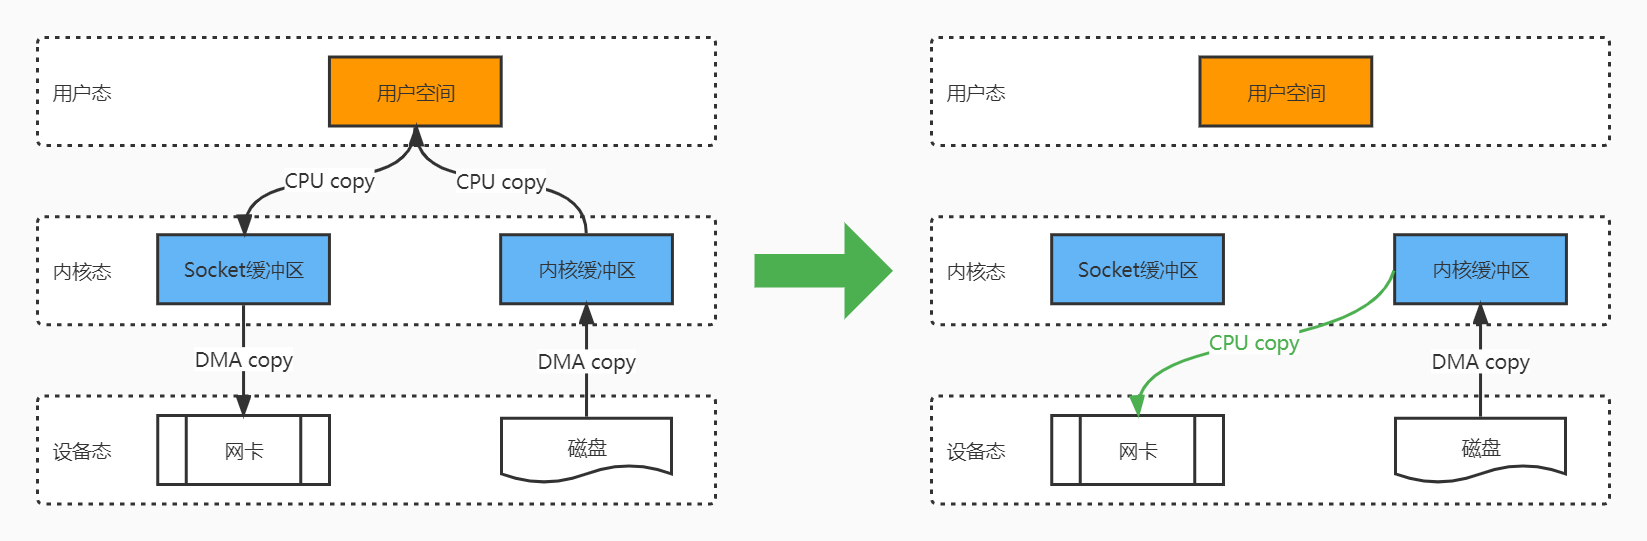 用户态
用户空间
CPU copy
CPU copy
内核态
Socket缓冲区
内核缓冲区
DMA copy
DMA copy
设备态
网卡
磁盘
用户态
用户空间
内核态
Socket缓冲区
内核缓冲区
CPU copy
DMA copy
设备态
网卡
磁盘